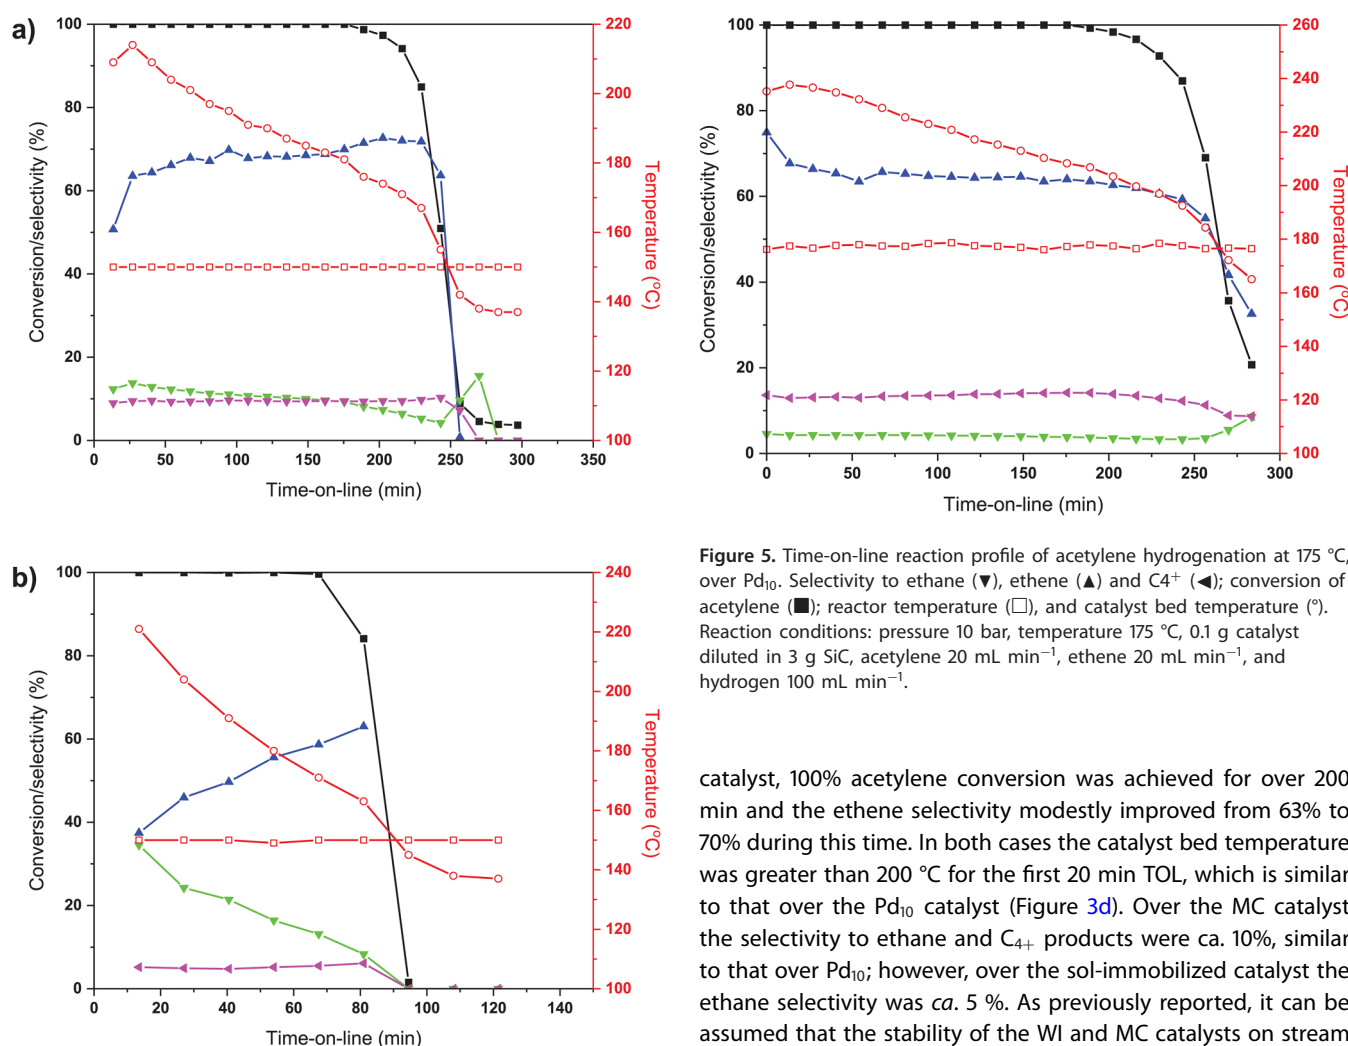 a)
100
80
60
40
20
0
Conversion/selectivity (%)
0 50 100 150 200 250 300 350
Time-on-line (min)
220
200
180
160
140
120
100
Temperature (°C)
b)
100
80
60
40
20
0
Conversion/selectivity (%)
0 20 40 60 80 100 120 140
Time-on-line (min)
240
220
200
180
160
140
120
100
Temperature (°C)
100
80
60
40
20
0
Conversion/selectivity (%)
0 50 100 150 200 250 300
Time-on-line (min)
260
240
220
200
180
160
140
120
100
Temperature (°C)
Figure 5. Time-on-line reaction profile of acetylene hydrogenation at 175 °C,
over Pd₁₀. Selectivity to ethane (▼), ethene (▲) and C4⁺ (◄); conversion of
acetylene (■); reactor temperature (□), and catalyst bed temperature (°).
Reaction conditions: pressure 10 bar, temperature 175 °C, 0.1 g catalyst
diluted in 3 g SiC, acetylene 20 mL min⁻¹, ethene 20 mL min⁻¹, and
hydrogen 100 mL min⁻¹.
catalyst, 100% acetylene conversion was achieved for over 200
min and the ethene selectivity modestly improved from 63% to
70% during this time. In both cases the catalyst bed temperature
was greater than 200 °C for the first 20 min TOL, which is similar
to that over the Pd₁₀ catalyst (Figure 3d). Over the MC catalyst
the selectivity to ethane and C₄₊ products were ca. 10%, similar
to that over Pd₁₀; however, over the sol-immobilized catalyst the
ethane selectivity was ca. 5 %. As previously reported, it can be
assumed that the stability of the WI and MC catalysts on stream